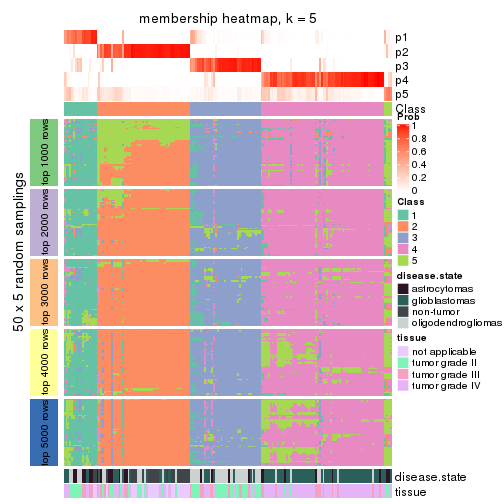 membership heatmap, k = 5
p1
p2
p3
p4
p5
Class
Prob
1
0.8
0.6
0.4
0.2
0
Class
1
2
3
4
5
disease.state
astrocytomas
glioblastomas
non-tumor
oligodendrogliomas
tissue
not applicable
tumor grade II
tumor grade III
tumor grade IV
50 x 5 random samplings
top 1000 rows
top 2000 rows
top 3000 rows
top 4000 rows
top 5000 rows
disease.state
tissue